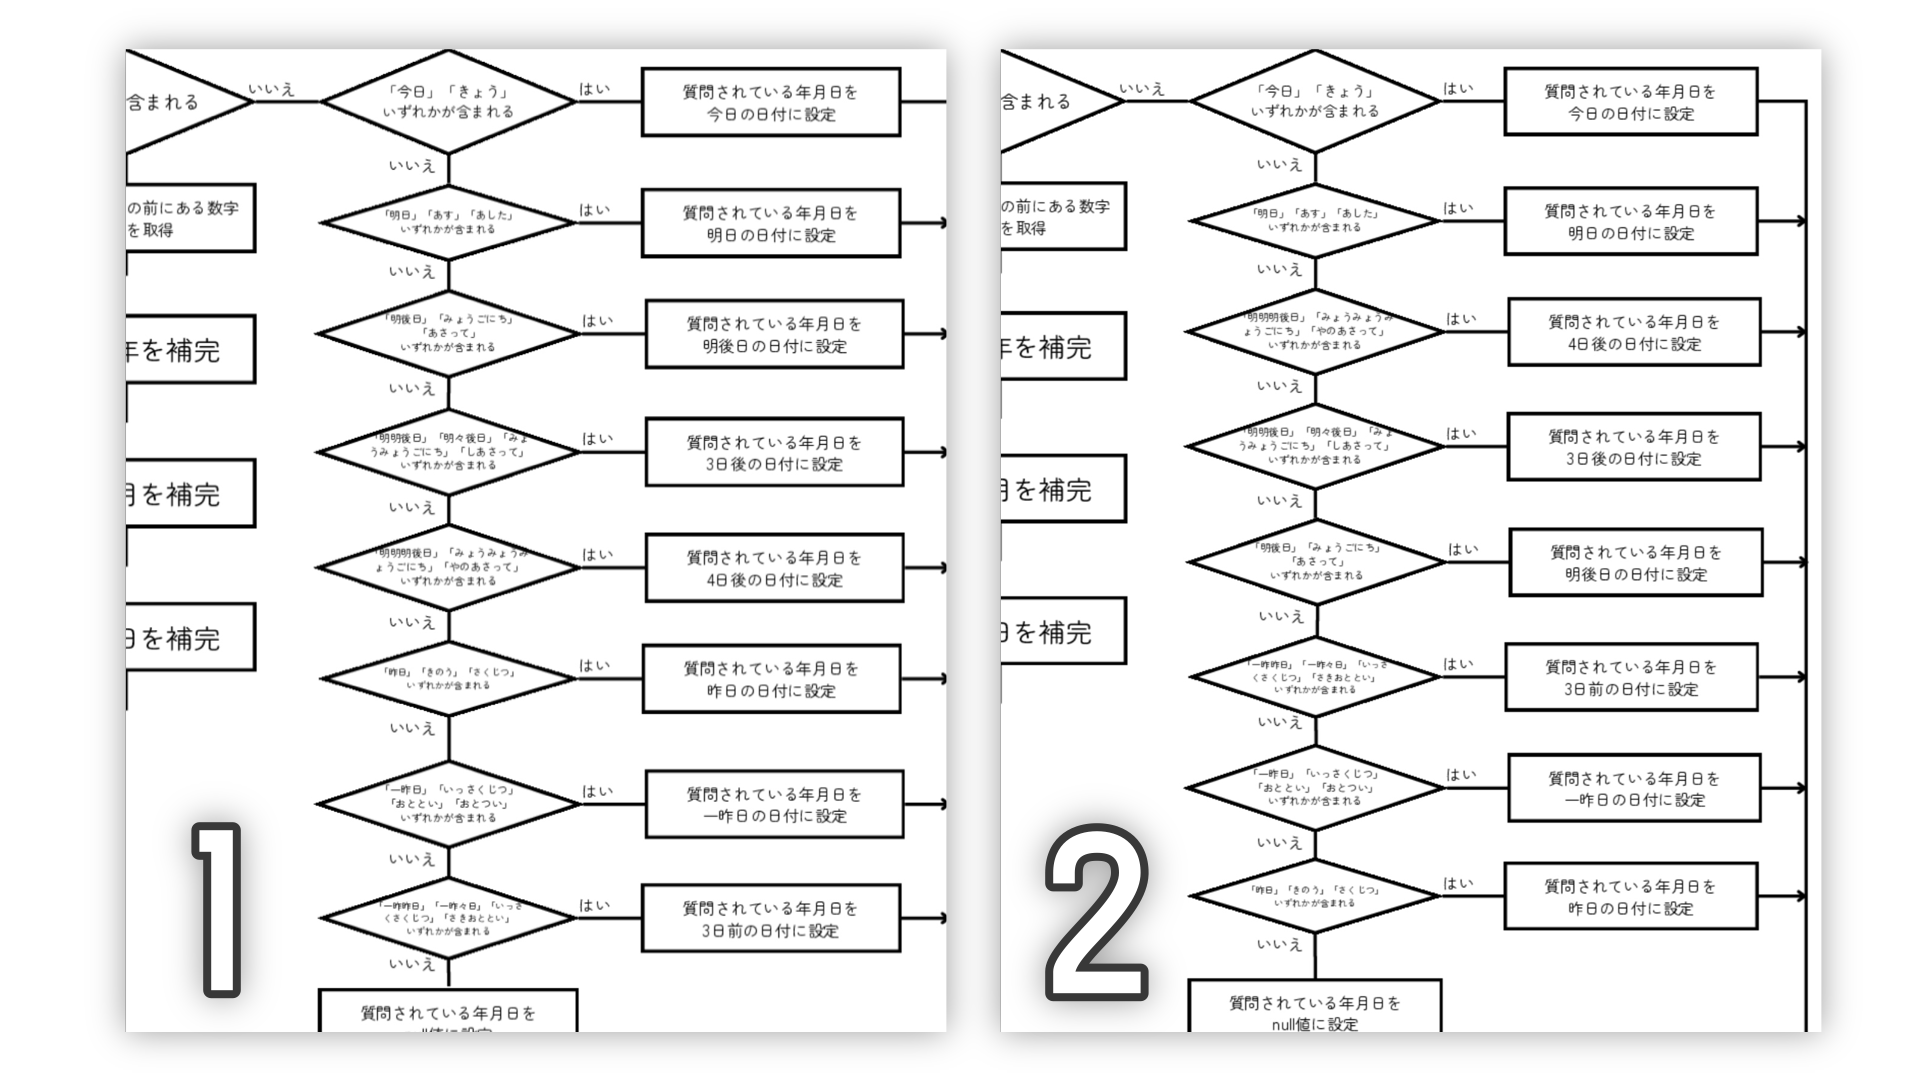 含まれる
いいえ
「今日」「きょう」
いずれかが含まれる
はい
質問されている年月日を
今日の日付に設定
いいえ
の前にある数字
を取得
「明日」「あす」「あした」
いずれかが含まれる
はい
質問されている年月日を
明日の日付に設定
いいえ
「明後日」「みょうごにち」
「あさって」
いずれかが含まれる
はい
質問されている年月日を
明後日の日付に設定
年を補完
いいえ
「明明後日」「明々後日」「みょ
うみょうごにち」「しあさって」
いずれかが含まれる
はい
質問されている年月日を
3日後の日付に設定
月を補完
いいえ
「明明明後日」「みょうみょうみ
ょうごにち」「やのあさって」
いずれかが含まれる
はい
質問されている年月日を
4日後の日付に設定
日を補完
いいえ
「昨日」「きのう」「さくじつ」
いずれかが含まれる
はい
質問されている年月日を
昨日の日付に設定
いいえ
「一昨日」「いっさくじつ」
「おととい」「おとつい」
いずれかが含まれる
はい
質問されている年月日を
一昨日の日付に設定
いいえ
「一昨昨日」「一昨々日」「いっさ
くさくじつ」「さきおととい」
いずれかが含まれる
はい
質問されている年月日を
3日前の日付に設定
いいえ
質問されている年月日を
null値に設定
1
含まれる
いいえ
「今日」「きょう」
いずれかが含まれる
はい
質問されている年月日を
今日の日付に設定
いいえ
の前にある数字
を取得
「明日」「あす」「あした」
いずれかが含まれる
はい
質問されている年月日を
明日の日付に設定
いいえ
「明明明後日」「みょうみょうみ
ょうごにち」「やのあさって」
いずれかが含まれる
はい
質問されている年月日を
4日後の日付に設定
年を補完
いいえ
「明明後日」「明々後日」「みょ
うみょうごにち」「しあさって」
いずれかが含まれる
はい
質問されている年月日を
3日後の日付に設定
月を補完
いいえ
「明後日」「みょうごにち」
「あさって」
いずれかが含まれる
はい
質問されている年月日を
明後日の日付に設定
日を補完
いいえ
「一昨昨日」「一昨々日」「いっさ
くさくじつ」「さきおととい」
いずれかが含まれる
はい
質問されている年月日を
3日前の日付に設定
いいえ
「一昨日」「いっさくじつ」
「おととい」「おとつい」
いずれかが含まれる
はい
質問されている年月日を
一昨日の日付に設定
いいえ
「昨日」「きのう」「さくじつ」
いずれかが含まれる
はい
質問されている年月日を
昨日の日付に設定
いいえ
質問されている年月日を
null値に設定
2